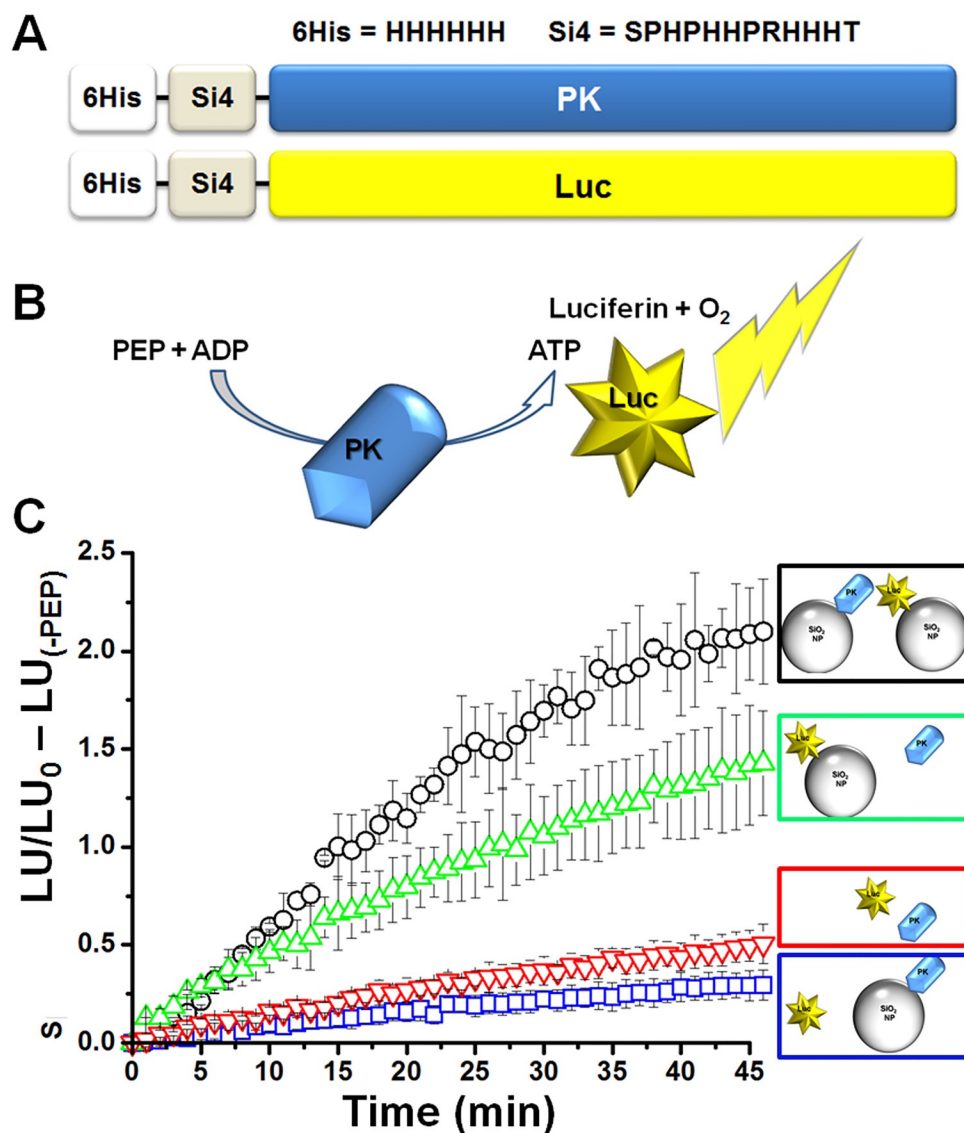 A
6His = HHHHHH Si4 = SPHPHHPRHHHT
6His Si4 PK
6His Si4 Luc
B
Luciferin + O₂
PEP + ADP
ATP
Luc
PK
C
LU/LU₀ – LU(-PEP)
s
2.5
2.0
1.5
1.0
0.5
0.0
0 5 10 15 20 25 30 35 40 45
Time (min)
PK Luc
SiO₂ NP SiO₂ NP
Luc PK
SiO₂ NP
Luc
PK
PK
Luc SiO₂ NP